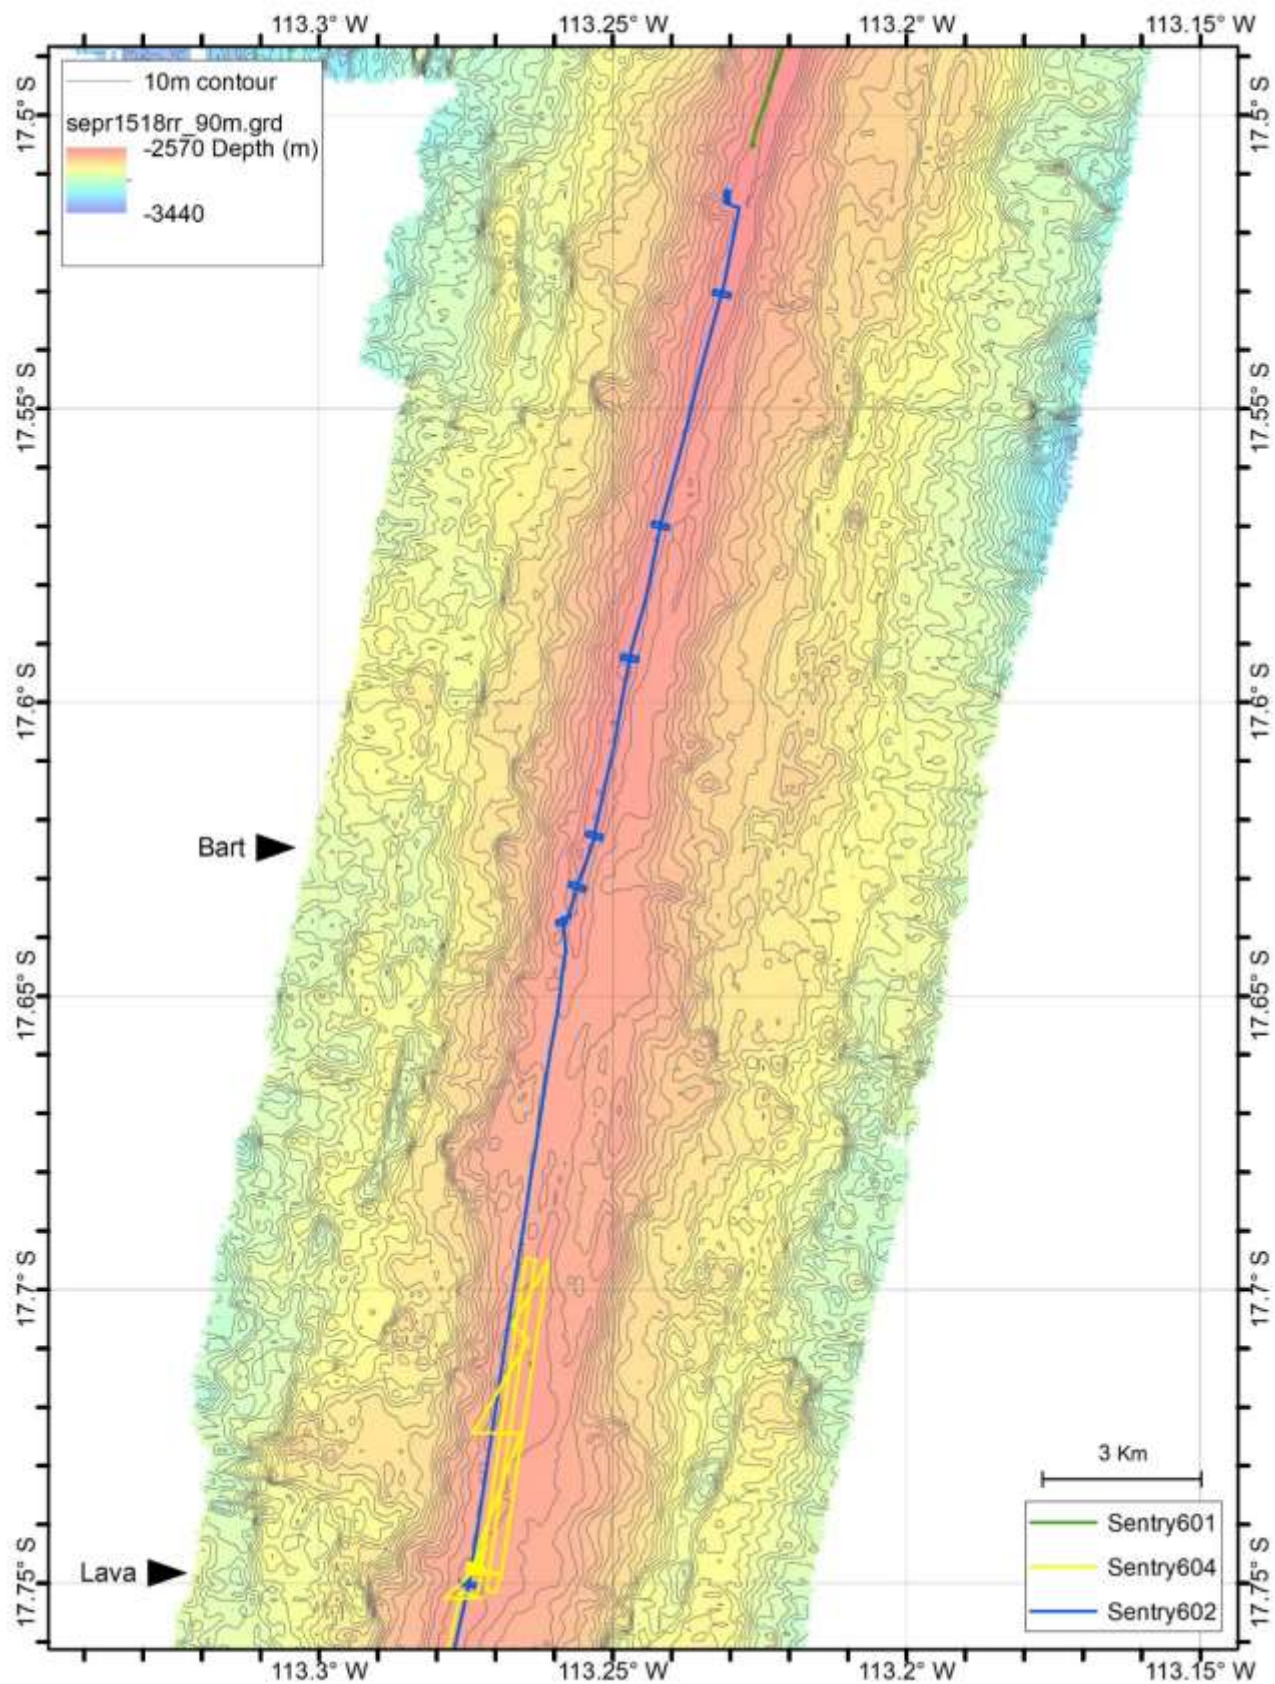 113.3° W 113.25° W 113.2° W 113.15° W
10m contour
sepr1518rr_90m.grd
-2570 Depth (m)
-3440
17.5° S 17.5° S
17.55° S 17.55° S
17.6° S 17.6° S
Bart
17.65° S 17.65° S
17.7° S 17.7° S
3 Km
Sentry601
Lava
Sentry604
17.75° S 17.75° S
Sentry602
113.3° W 113.25° W 113.2° W 113.15° W